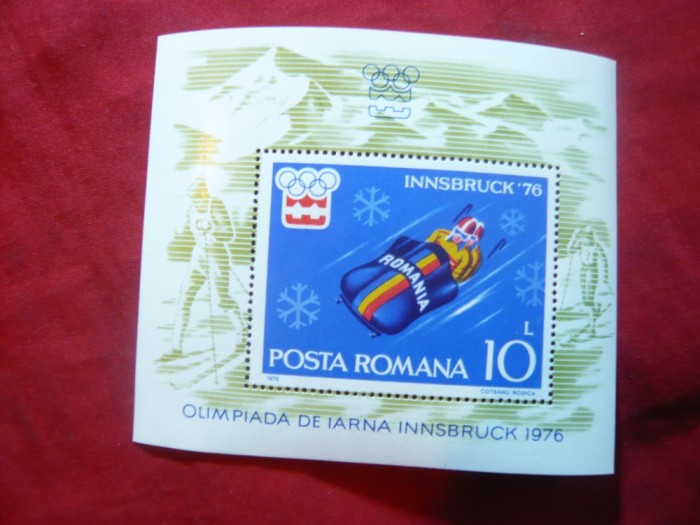 INNSBRUCK '76
ROMANIA
L
POSTA ROMANA 10
1976
COTEANU RODICA
OLIMPIADA DE IARNA INNSBRUCK 1976